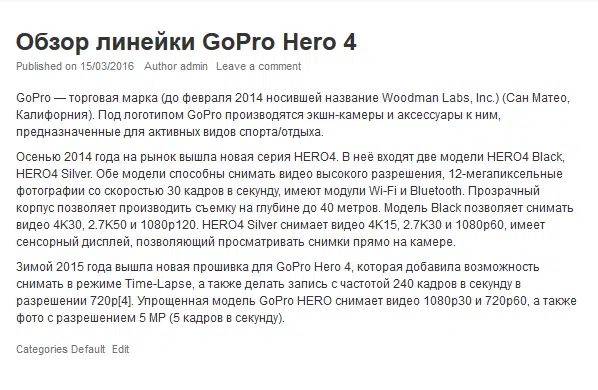 Обзор линейки GoPro Hero 4
Published on 15/03/2016 Author admin Leave a comment
GoPro — торговая марка (до февраля 2014 носившей название Woodman Labs, Inc.) (Сан Матео,
Калифорния). Под логотипом GoPro производятся экшн-камеры и аксессуары к ним,
предназначенные для активных видов спорта/отдыха.
Осенью 2014 года на рынок вышла новая серия HERO4. В неё входят две модели HERO4 Black,
HERO4 Silver. Обе модели способны снимать видео высокого разрешения, 12-мегапиксельные
фотографии со скоростью 30 кадров в секунду, имеют модули Wi-Fi и Bluetooth. Прозрачный
корпус позволяет производить съемку на глубине до 40 метров. Модель Black позволяет снимать
видео 4K30, 2.7K50 и 1080p120. HERO4 Silver снимает видео 4K15, 2.7K30 и 1080p60, имеет
сенсорный дисплей, позволяющий просматривать снимки прямо на камере.
Зимой 2015 года вышла новая прошивка для GoPro Hero 4, которая добавила возможность
снимать в режиме Time-Lapse, а также делать запись с частотой 240 кадров в секунду в
разрешении 720p[4]. Упрощенная модель GoPro HERO снимает видео 1080p30 и 720p60, а также
фото с разрешением 5 MP (5 кадров в секунду).
Categories Default Edit